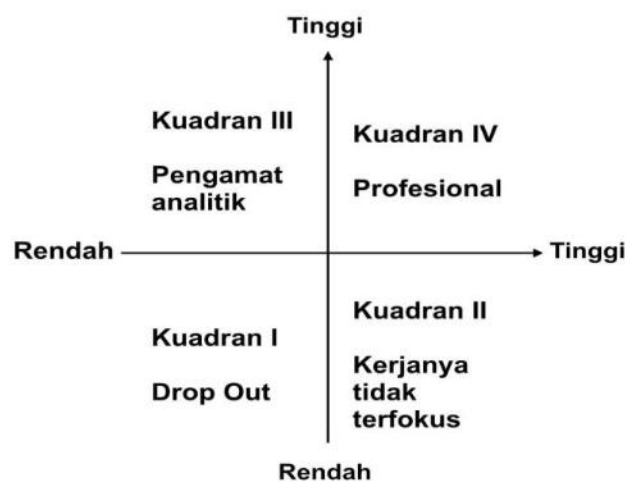 Tinggi
Kuadran III
Pengamat
analitik
Kuadran IV
Profesional
Rendah
Tinggi
Kuadran I
Drop Out
Kuadran II
Kerjanya
tidak
terfokus
Rendah